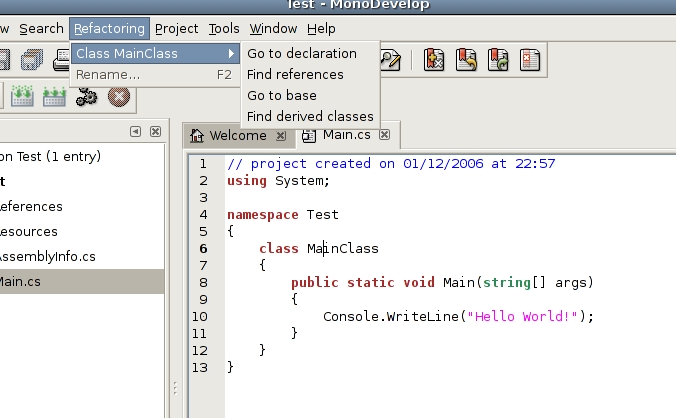 Test - MonoDevelop
w Search Refactoring Project Tools Window Help
Class MainClass
Rename... F2
Go to declaration
Find references
Go to base
Find derived classes
Welcome Main.cs
on Test (1 entry)
t
eferences
esources
AssemblyInfo.cs
Main.cs
1 // project created on 01/12/2006 at 22:57
2 using System;
3
4 namespace Test
5 {
6 class MainClass
7 {
8 public static void Main(string[] args)
9 {
10 Console.WriteLine("Hello World!");
11 }
12 }
13 }